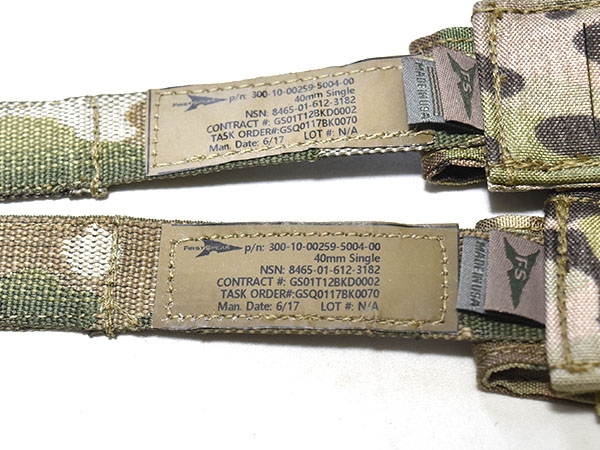 FirstSpear p/n: 300-10-00259-5004-00
40mm Single
NSN: 8465-01-612-3182
CONTRACT #: GS01T12BKD0002
TASK ORDER#:GSQ0117BK0070
Man. Date: 6/17 LOT #: N/A
MADE IN USA
FS
FirstSpear p/n: 300-10-00259-5004-00
40mm Single
NSN: 8465-01-612-3182
CONTRACT #: GS01T12BKD0002
TASK ORDER#:GSQ0117BK0070
Man. Date: 6/17 LOT #: N/A
MADE IN USA
FS